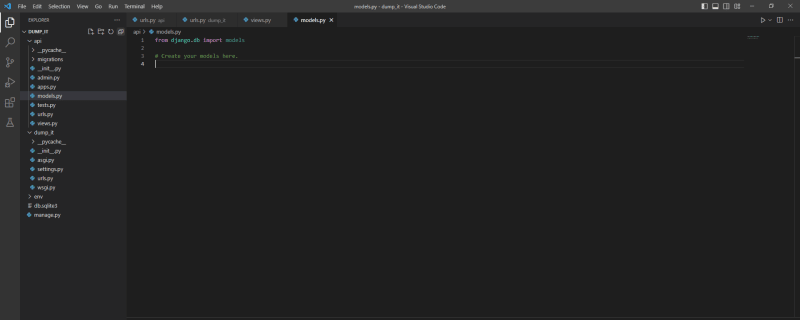 File Edit Selection View Go Run Terminal Help
models.py - dump_it - Visual Studio Code
EXPLORER
DUMP_IT
api
__pycache__
migrations
__init__.py
admin.py
apps.py
models.py
tests.py
urls.py
views.py
dump_it
__pycache__
__init__.py
asgi.py
settings.py
urls.py
wsgi.py
env
db.sqlite3
manage.py
urls.py api
urls.py dump_it
views.py
models.py
api > models.py
1 from django.db import models
2
3 # Create your models here.
4